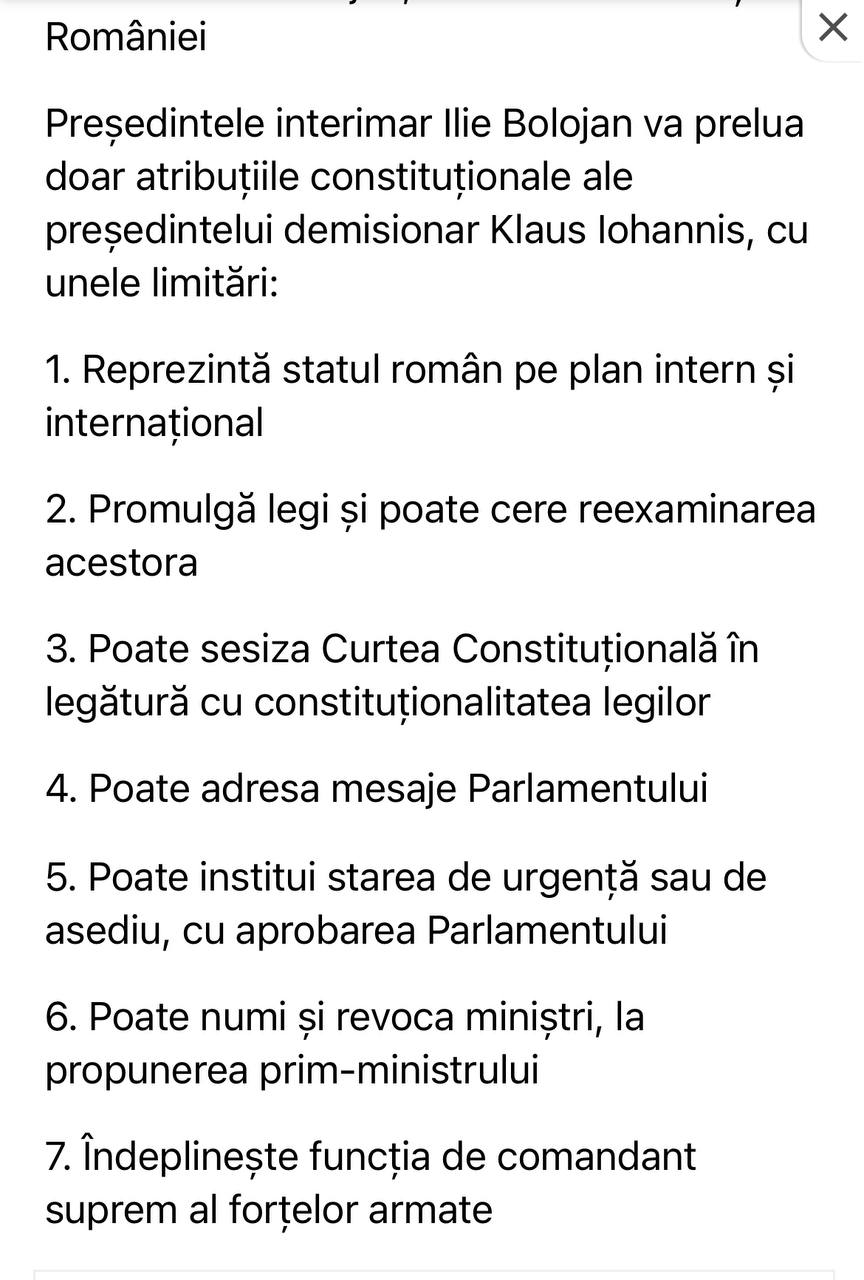 României
Președintele interimar Ilie Bolojan va prelua
doar atribuțiile constituționale ale
președintelui demisionar Klaus Iohannis, cu
unele limitări:
1. Reprezintă statul român pe plan intern și
internațional
2. Promulgă legi și poate cere reexaminarea
acestora
3. Poate sesiza Curtea Constituțională în
legătură cu constituționalitatea legilor
4. Poate adresa mesaje Parlamentului
5. Poate institui starea de urgență sau de
asediu, cu aprobarea Parlamentului
6. Poate numi și revoca miniștri, la
propunerea prim-ministrului
7. Îndeplinește funcția de comandant
suprem al forțelor armate